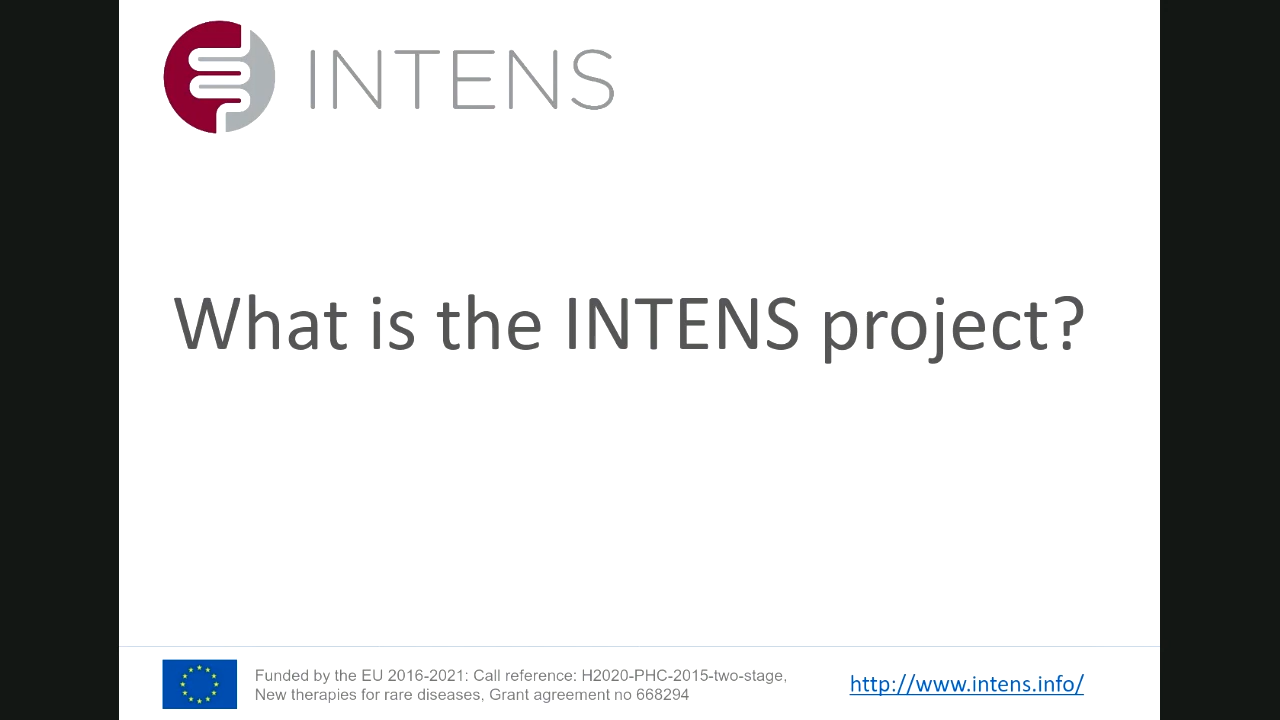 INTENS
What is the INTENS project?
Funded by the EU 2016-2021: Call reference: H2020-PHC-2015-two-stage,
New therapies for rare diseases, Grant agreement no 668294
http://www.intens.info/